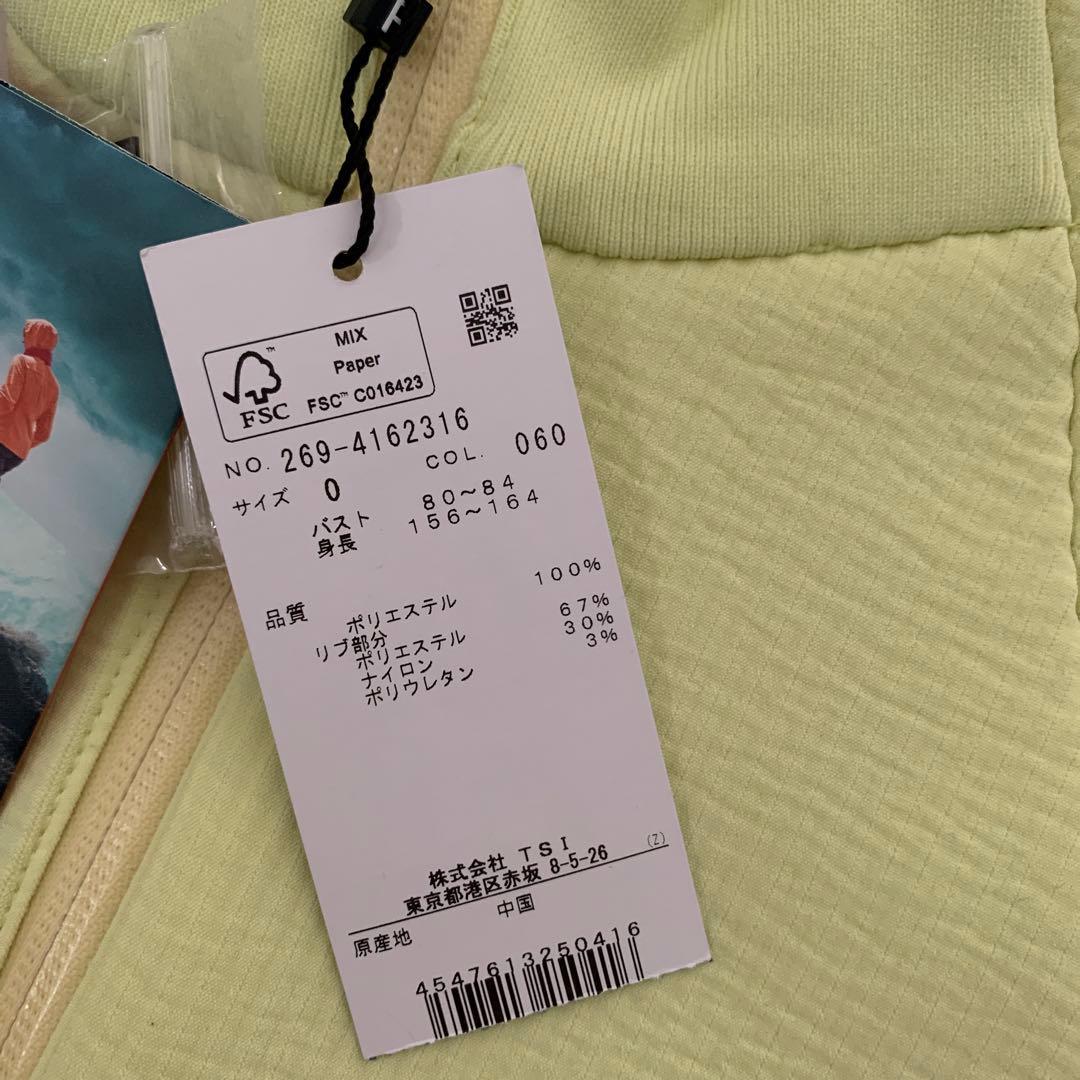 T
MIX
Paper
FSC™ C016423
FSC
NO. 269-4162316
COL. 060
サイズ 0
バスト 80～84
身長 156～164
品質
ポリエステル 100%
リブ部分
ポリエステル 67%
ナイロン 30%
ポリウレタン 3%
株式会社 TSI
東京都港区赤坂 8-5-26 (Z)
原産地 中国
4547613250416